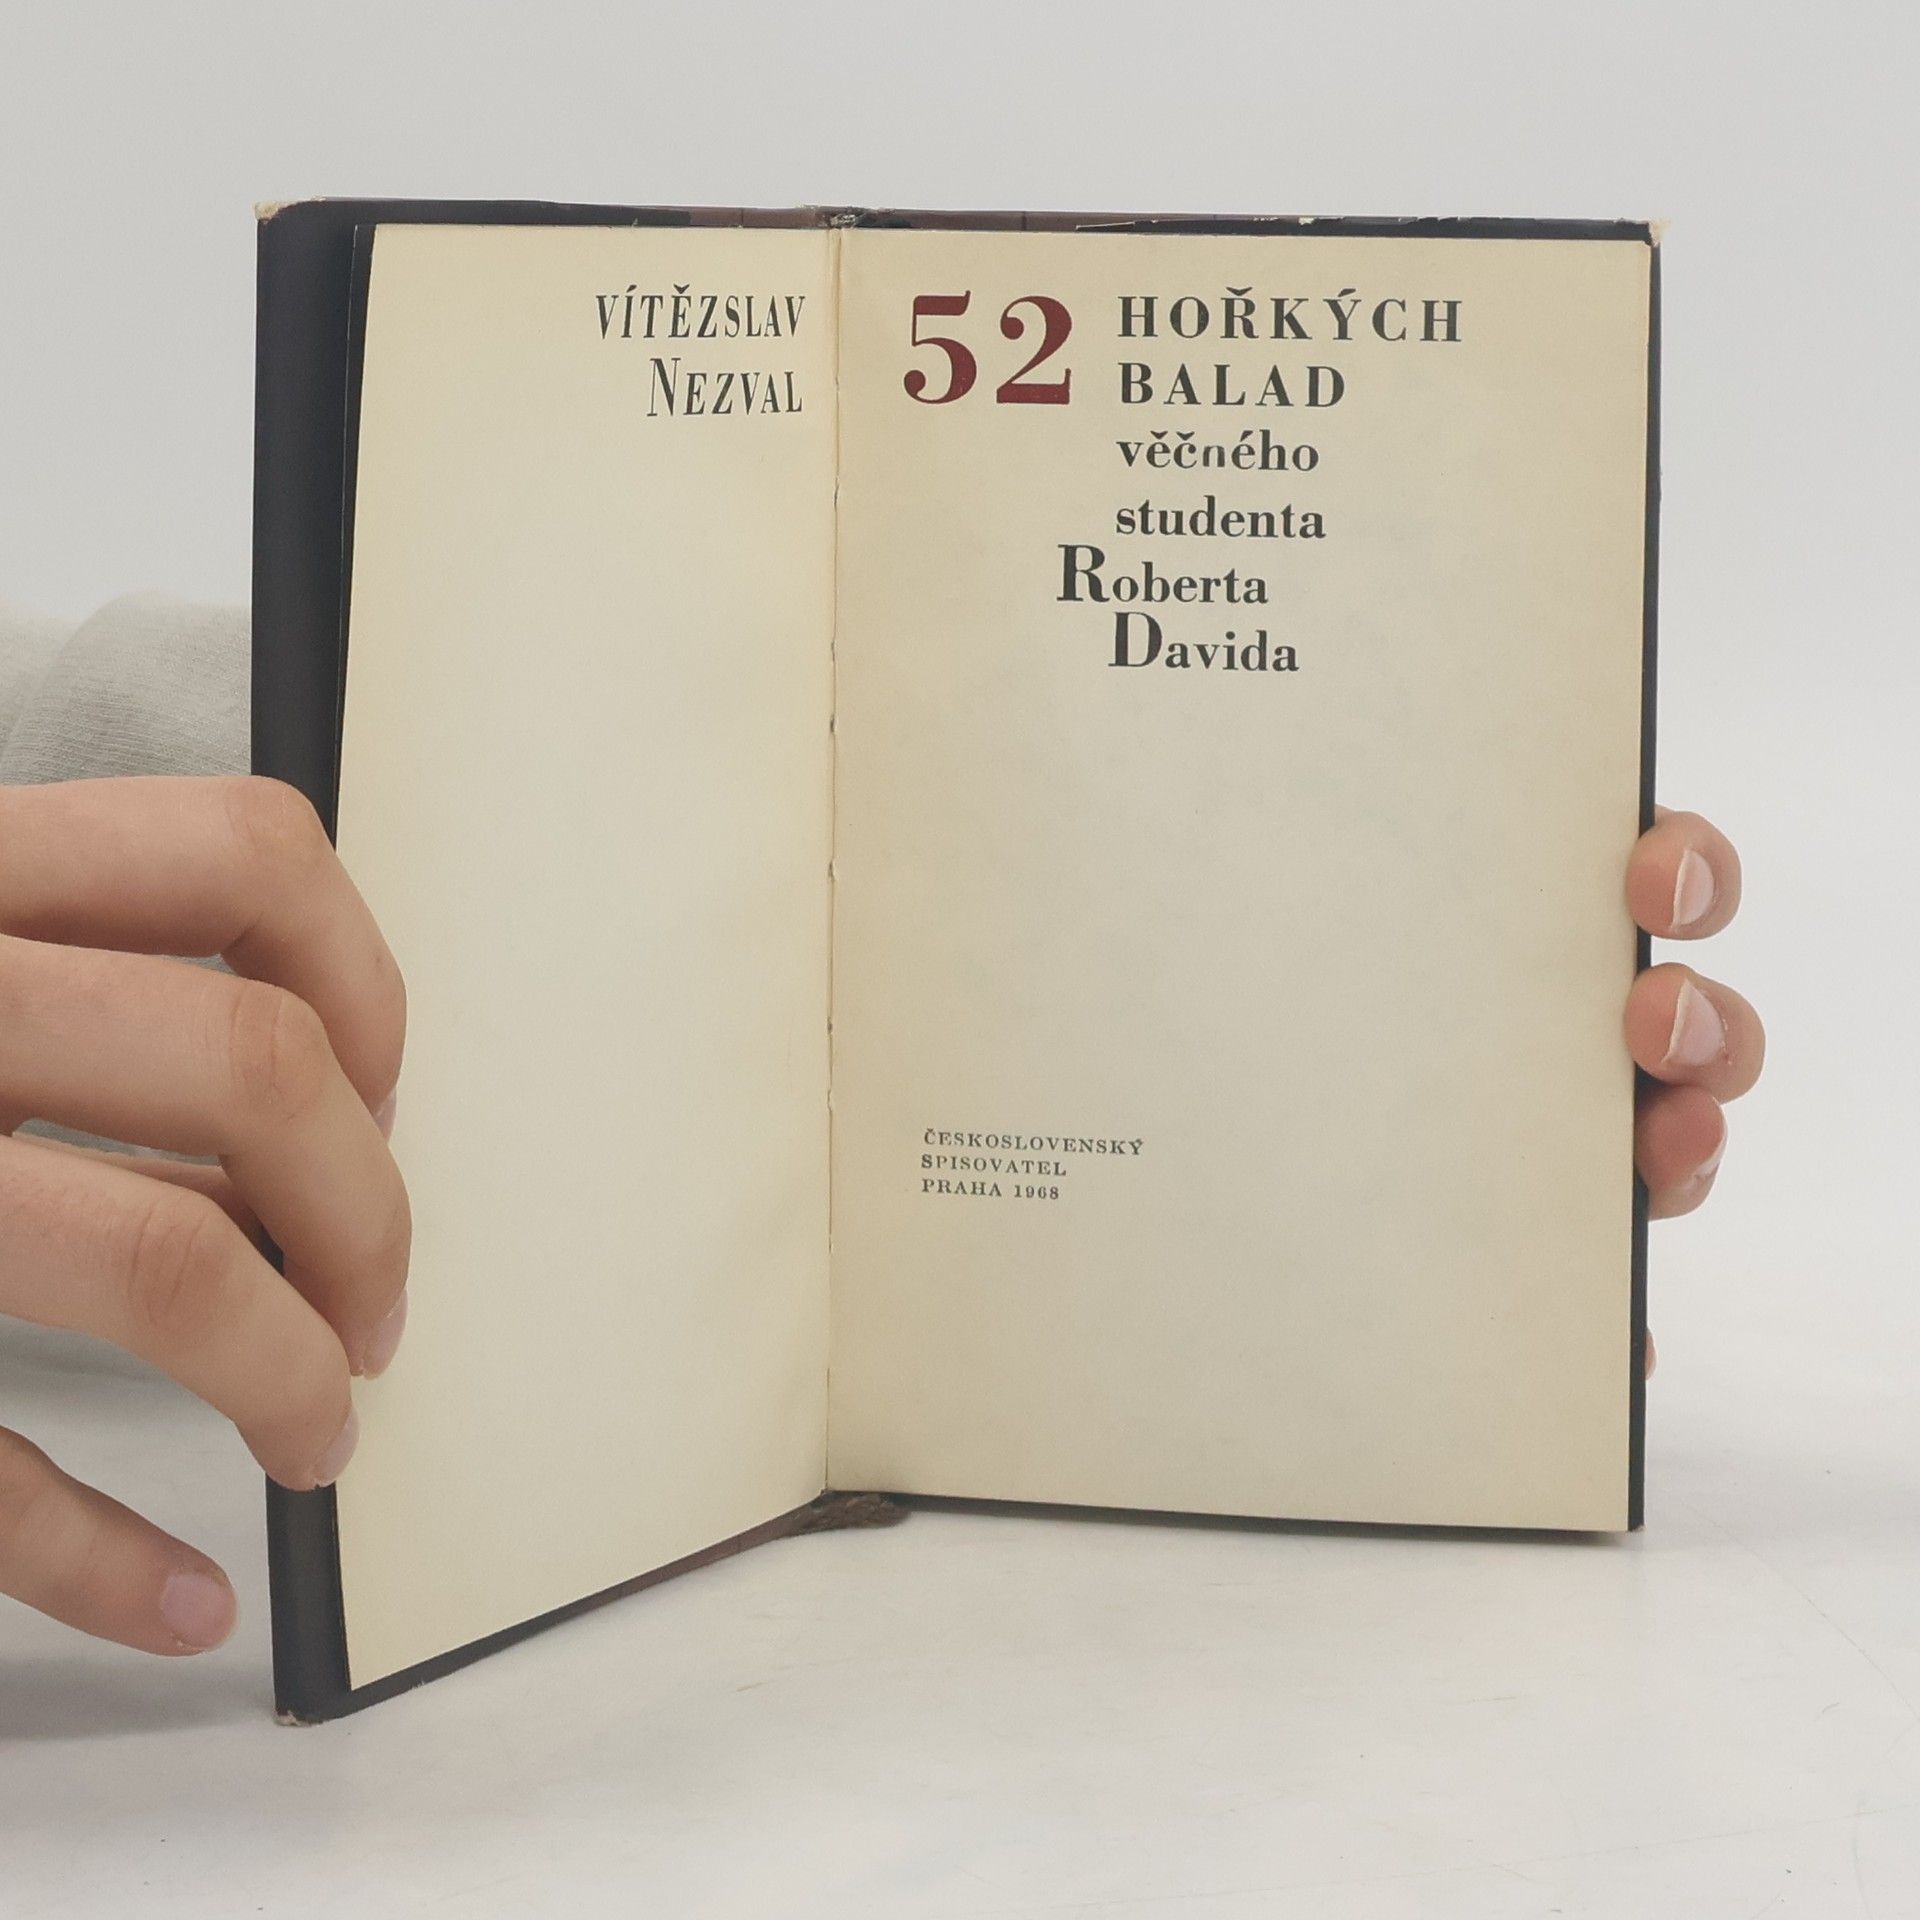 VÍTĚZSLAV
NEZVAL
52 HOŘKÝCH
BALAD
věčného
studenta
Roberta
Davida
ČESKOSLOVENSKÝ
SPISOVATEL
PRAHA 1968